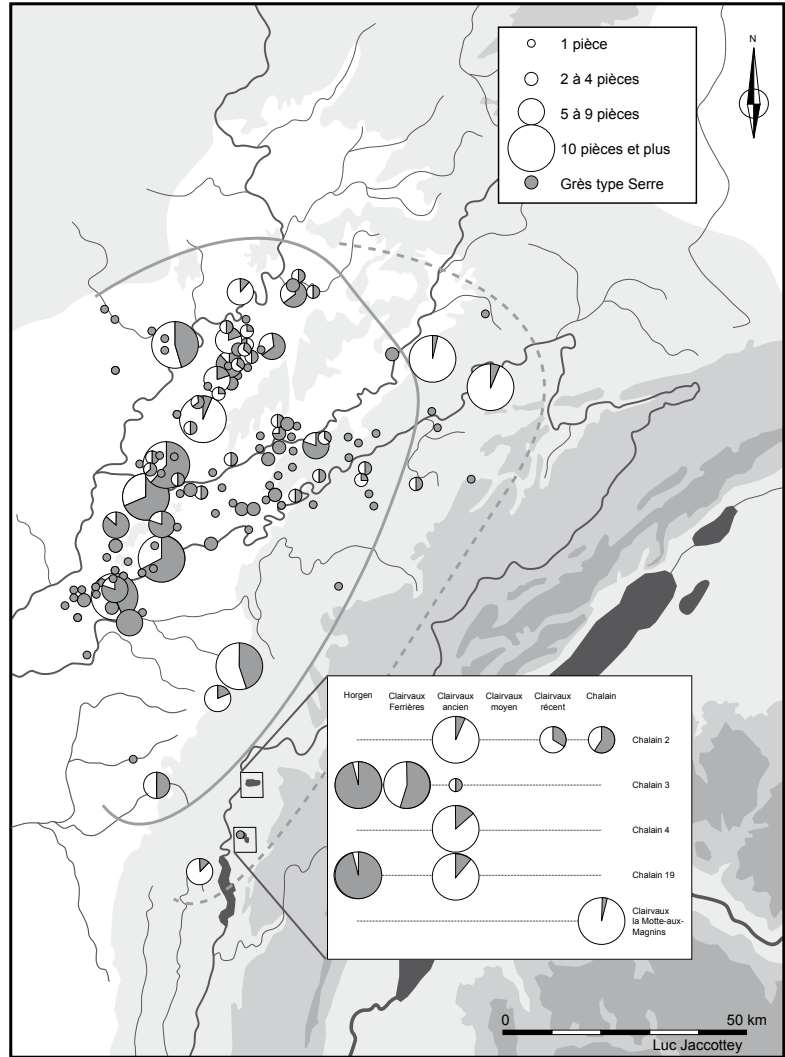 1 pièce
2 à 4 pièces
5 à 9 pièces
10 pièces et plus
Grès type Serre
N
Horgen
Clairvaux
Ferrières
Clairvaux
ancien
Clairvaux
moyen
Clairvaux
récent
Chalain
Chalain 2
Chalain 3
Chalain 4
Chalain 19
Clairvaux
la Motte-aux-
Magnins
0
50 km
Luc Jaccottey